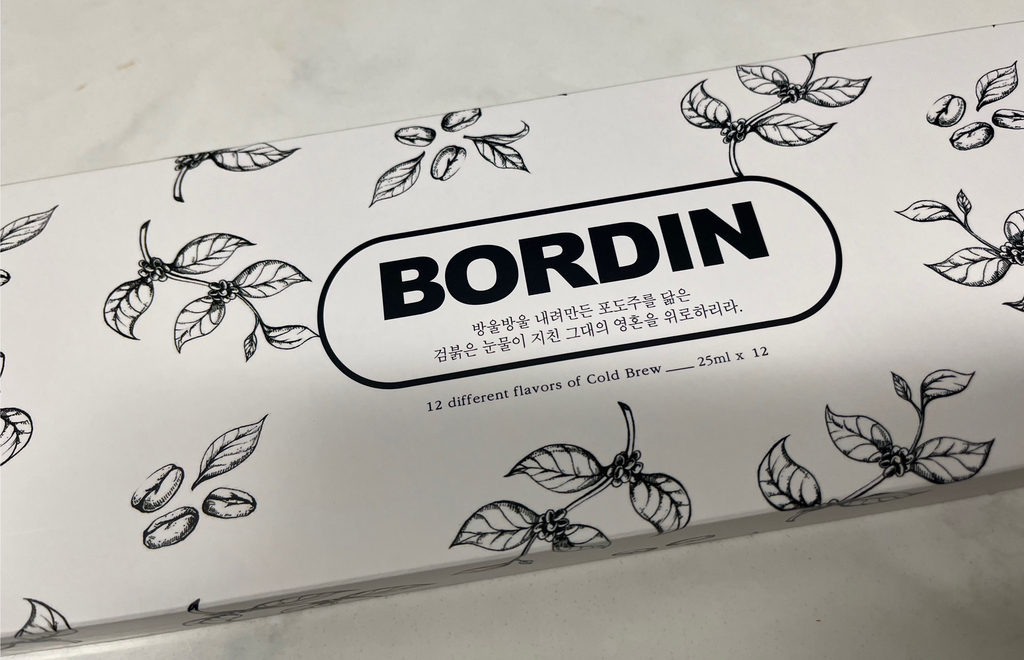 BORDIN
방울방울 내려만든 포도주를 닮은
검붉은 눈물이 지친 그대의 영혼을 위로하리라.
12 different flavors of Cold Brew ___ 25ml x 12